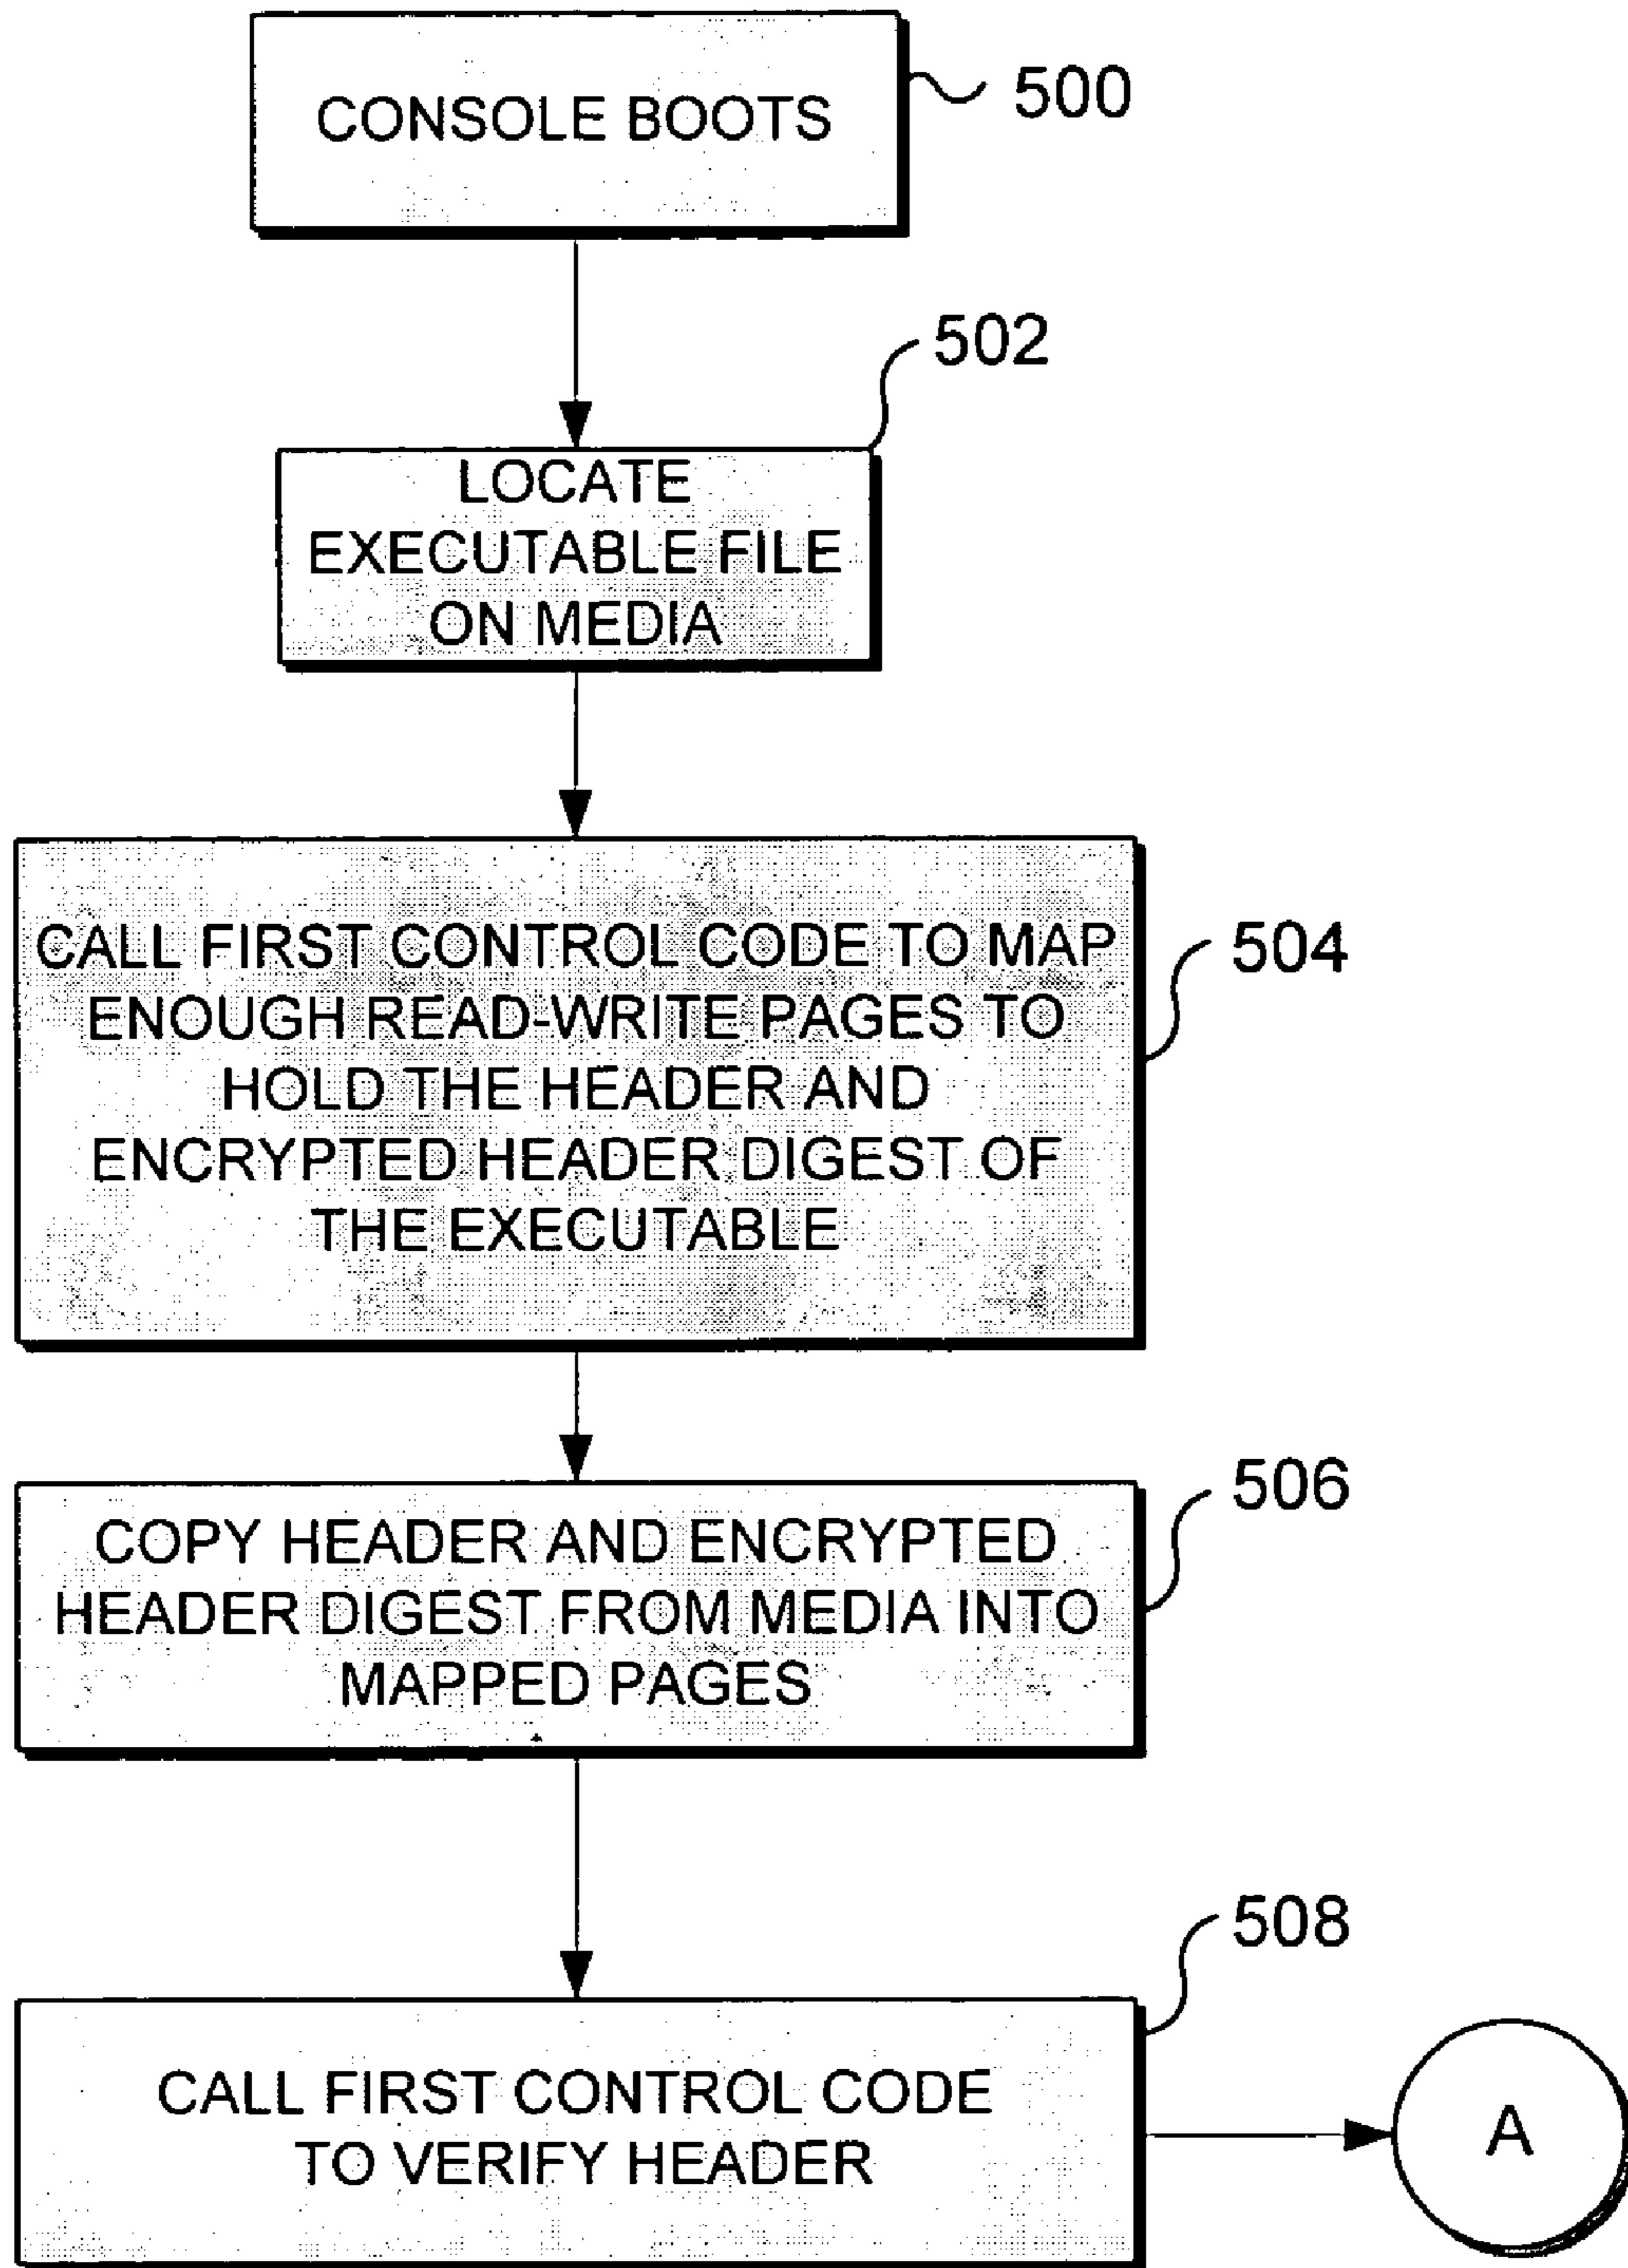 CONSOLE BOOTS
500
502
LOCATE
EXECUTABLE FILE
ON MEDIA
CALL FIRST CONTROL CODE TO MAP
ENOUGH READ-WRITE PAGES TO
HOLD THE HEADER AND
ENCRYPTED HEADER DIGEST OF
THE EXECUTABLE
504
COPY HEADER AND ENCRYPTED
HEADER DIGEST FROM MEDIA INTO
MAPPED PAGES
506
CALL FIRST CONTROL CODE
TO VERIFY HEADER
508
A